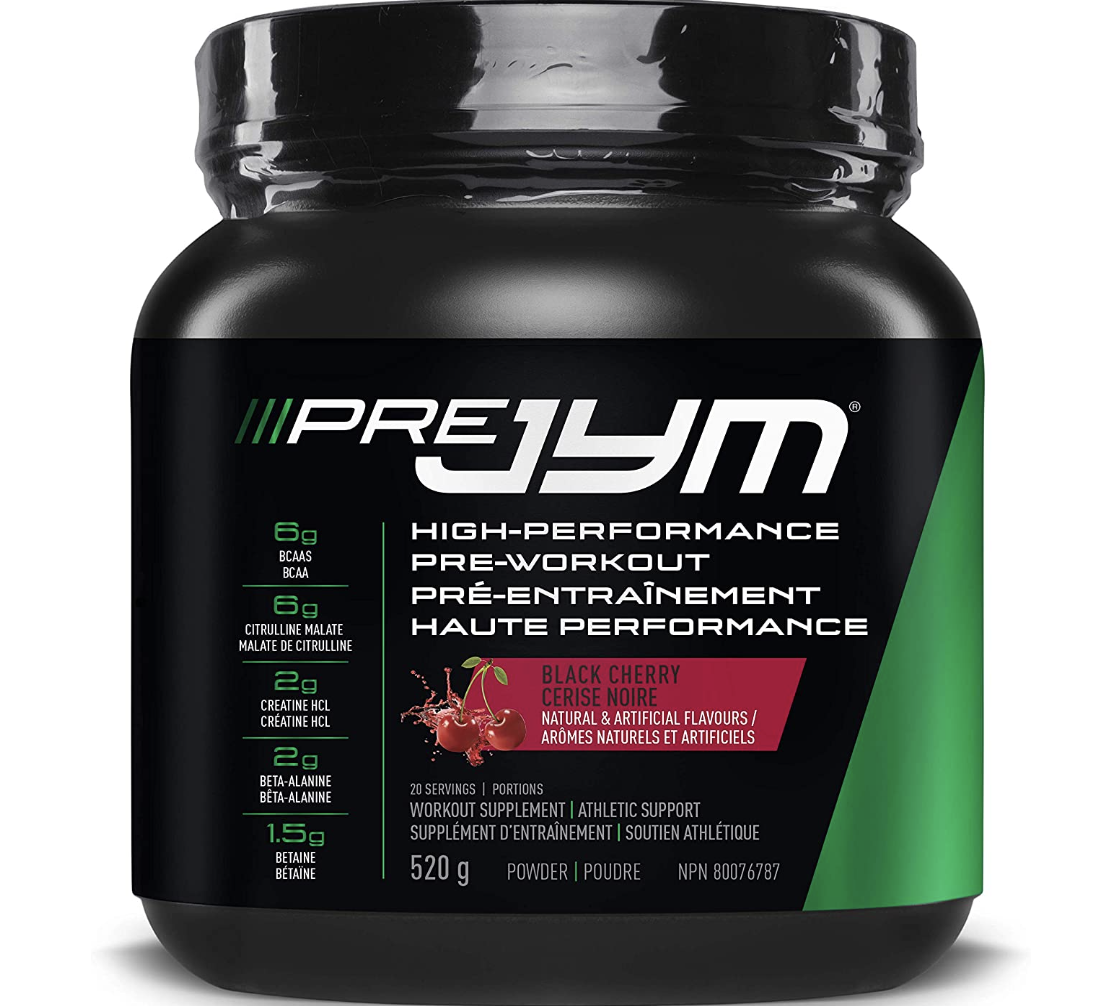 ///PRE JYM®
6g
BCAAS
BCAA
6g
CITRULLINE MALATE
MALATE DE CITRULLINE
2g
CREATINE HCL
CRÉATINE HCL
2g
BETA-ALANINE
BÊTA-ALANINE
1.5g
BETAINE
BÉTAÏNE
HIGH-PERFORMANCE
PRE-WORKOUT
PRÉ-ENTRAÎNEMENT
HAUTE PERFORMANCE
BLACK CHERRY
CERISE NOIRE
NATURAL & ARTIFICIAL FLAVOURS /
ARÔMES NATURELS ET ARTIFICIELS
20 SERVINGS | PORTIONS
WORKOUT SUPPLEMENT | ATHLETIC SUPPORT
SUPPLÉMENT D'ENTRAÎNEMENT | SOUTIEN ATHLÉTIQUE
520 g POWDER | POUDRE NPN 80076787